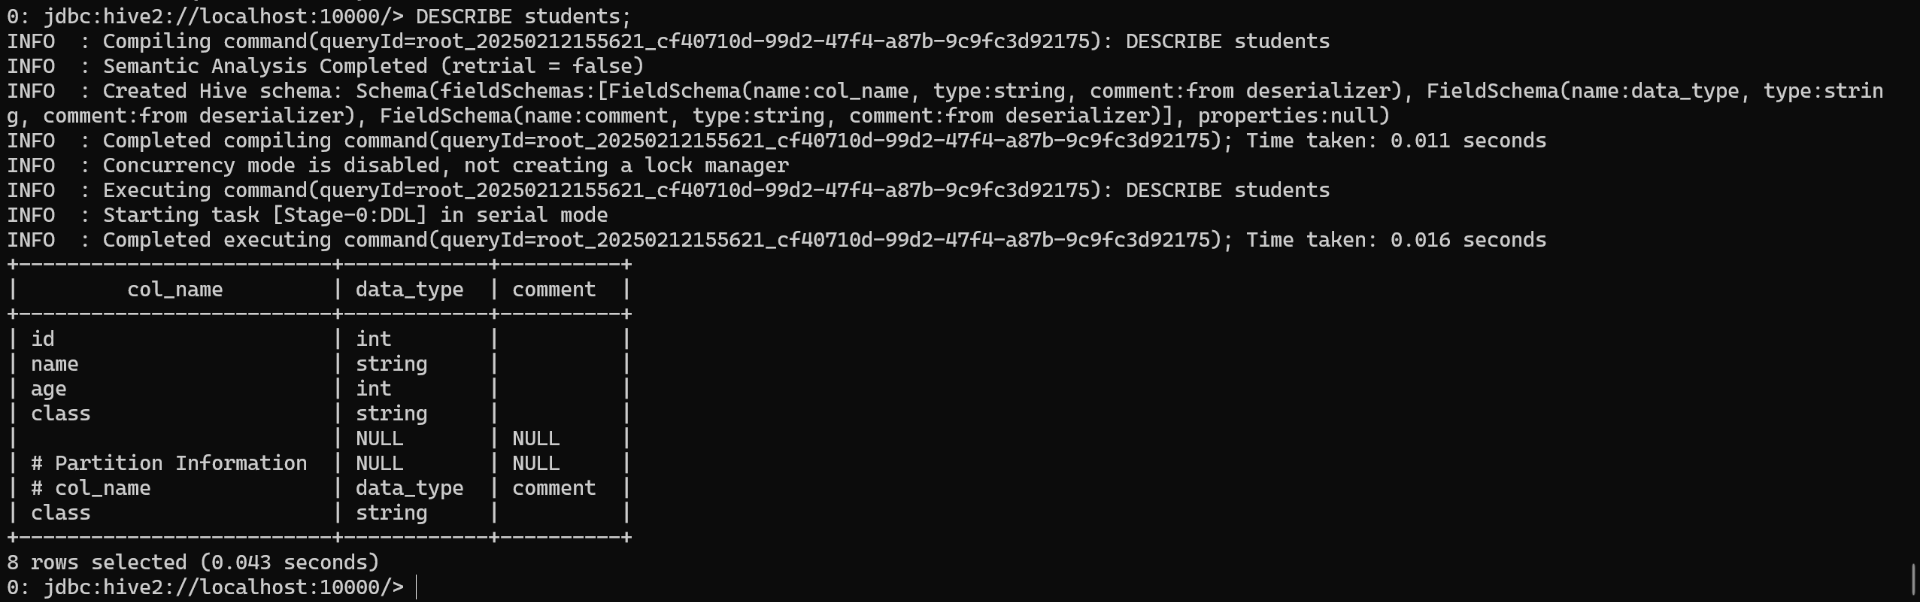 0: jdbc:hive2://localhost:10000/> DESCRIBE students;
INFO  : Compiling command(queryId=root_20250212155621_cf40710d-99d2-47f4-a87b-9c9fc3d92175): DESCRIBE students
INFO  : Semantic Analysis Completed (retrial = false)
INFO  : Created Hive schema: Schema(fieldSchemas:[FieldSchema(name:col_name, type:string, comment:from deserializer), FieldSchema(name:data_type, type:strin
g, comment:from deserializer), FieldSchema(name:comment, type:string, comment:from deserializer)], properties:null)
INFO  : Completed compiling command(queryId=root_20250212155621_cf40710d-99d2-47f4-a87b-9c9fc3d92175); Time taken: 0.011 seconds
INFO  : Concurrency mode is disabled, not creating a lock manager
INFO  : Executing command(queryId=root_20250212155621_cf40710d-99d2-47f4-a87b-9c9fc3d92175): DESCRIBE students
INFO  : Starting task [Stage-0:DDL] in serial mode
INFO  : Completed executing command(queryId=root_20250212155621_cf40710d-99d2-47f4-a87b-9c9fc3d92175); Time taken: 0.016 seconds
+--------------------------+------------+----------+
|         col_name         | data_type  | comment  |
+--------------------------+------------+----------+
| id                       | int        |          |
| name                     | string     |          |
| age                      | int        |          |
| class                    | string     |          |
|                          | NULL       | NULL     |
| # Partition Information  | NULL       | NULL     |
| # col_name               | data_type  | comment  |
| class                    | string     |          |
+--------------------------+------------+----------+
8 rows selected (0.043 seconds)
0: jdbc:hive2://localhost:10000/>